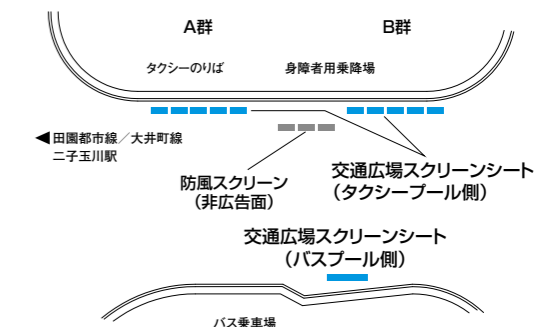 A群
B群
タクシーのりば
身障者用乗降場
◀田園都市線／大井町線
二子玉川駅
防風スクリーン
（非広告面）
交通広場スクリーンシート
（タクシープール側）
交通広場スクリーンシート
（バスプール側）
バス乗車場